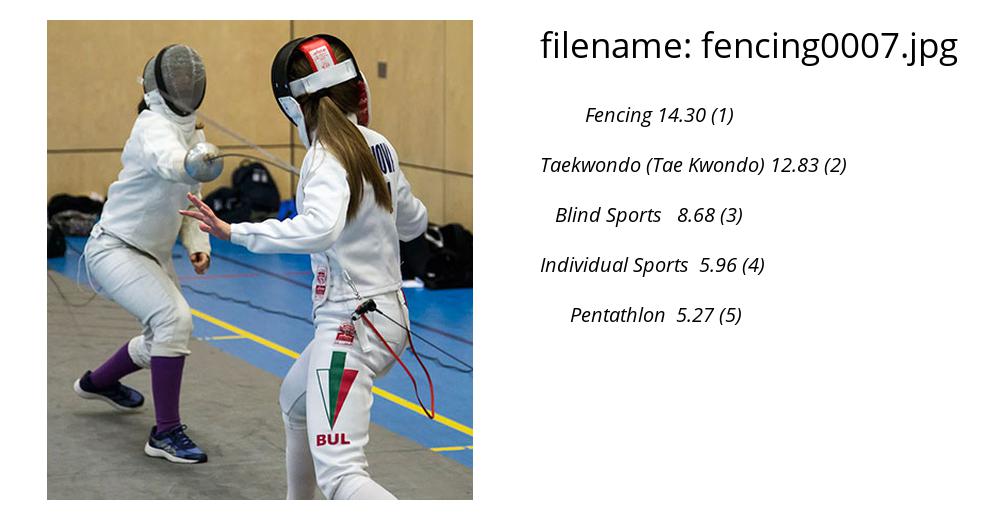 filename: fencing0007.jpg
Fencing 14.30 (1)
Taekwondo (Tae Kwondo) 12.83 (2)
Blind Sports 8.68 (3)
Individual Sports 5.96 (4)
Pentathlon 5.27 (5)
BUL